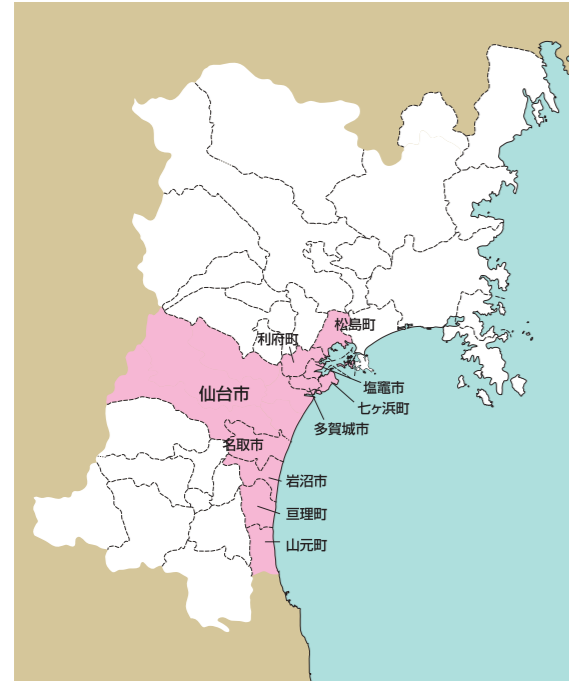 松島町
利府町
塩竈市
仙台市
七ヶ浜町
多賀城市
名取市
岩沼市
亘理町
山元町